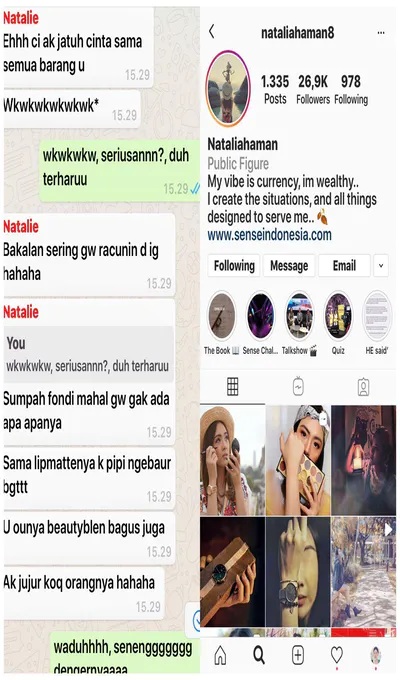 Natalie
Ehhh ci ak jatuh cinta sama
semua barang u
15.29
Wkwkwkwkwkwk*
15.29
wkwkwkw, seriusannn?, duh
terharuu
15.29
Natalie
Bakalan sering gw racunin d ig
hahaha
15.29
Natalie
You
wkwkwkw, seriusannn?, duh terharuu
Sumpah fondi mahal gw gak ada
apa apanya
15.29
Sama lipmattenya k pipi ngebaur
bgttt
15.29
U ounya beautyblen bagus juga
15.29
Ak jujur koq orangnya hahaha
15.29
waduhhhh, senenggggggg
dengernyaaaa
nataliahaman8
1.335 26,9K 978
Posts Followers Following
Nataliahaman
Public Figure
My vibe is currency, im wealthy..
I create the situations, and all things
designed to serve me..
www.senseindonesia.com
Following Message Email
The Book Sense Chal... Talkshow Quiz HE said'